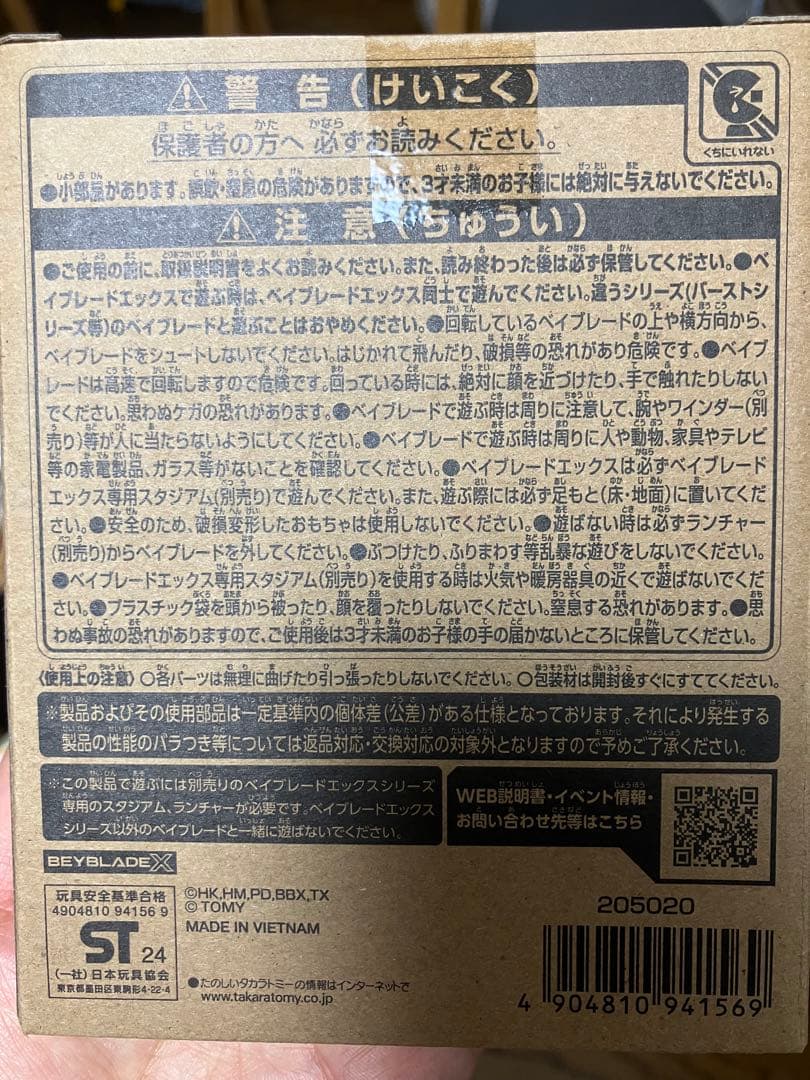 警告(けいこく)
くちにいれない
保護者の方へ 必ずお読みください。
●小部品があります。誤飲・窒息の危険がありますので、3才未満のお子様には絶対に与えないでください。
注意(ちゅうい)
●ご使用の前に、取扱説明書をよくお読みください。また、読み終わった後は必ず保管してください。●ベ
イブレードエックスで遊ぶ時は、ベイブレードエックス同士で遊んでください。違うシリーズ(バーストシ
リーズ等)のベイブレードと遊ぶことはおやめください。●回転しているベイブレードの上や横方向から、
ベイブレードをシュートしないでください。はじかれて飛んだり、破損等の恐れがあり危険です。●ベイブ
レードは高速で回転しますので危険です。回っている時には、絶対に顔を近づけたり、手で触れたりしない
でください。思わぬケガの恐れがあります。●ベイブレードで遊ぶ時は周りに注意して、腕やワインダー(別
売り)等が人に当たらないようにしてください。●ベイブレードで遊ぶ時は周りに人や動物、家具やテレビ
等の家電製品、ガラス等がないことを確認してください。●ベイブレードエックスは必ずベイブレード
エックス専用スタジアム(別売り)で遊んでください。また、遊ぶ際には必ず足もと(床・地面)に置いてくだ
さい。●安全のため、破損変形したおもちゃは使用しないでください。●遊ばない時は必ずランチャー
(別売り)からベイブレードを外してください。●ぶつけたり、ふりまわす等乱暴な遊びをしないでください。
●ベイブレードエックス専用スタジアム(別売り)を使用する時は火気や暖房器具の近くで遊ばないでくだ
さい。●プラスチック袋を頭から被ったり、顔を覆ったりしないでください。窒息する恐れがあります。●思
わぬ事故の恐れがありますので、ご使用後は3才未満のお子様の手の届かないところに保管してください。
〈使用上の注意〉○各パーツは無理に曲げたり引っ張ったりしないでください。○包装材は開封後すぐにすててください。
※製品およびその使用部品は一定基準内の個体差(公差)がある仕様となっております。それにより発生する
製品の性能のバラつき等については返品対応・交換対応の対象外となりますので予めご了承ください。
※この製品で遊ぶには別売りのベイブレードエックスシリーズ
専用のスタジアム、ランチャーが必要です。ベイブレードエックス
シリーズ以外のベイブレードと一緒に遊ばないでください。
WEB説明書・イベント情報・
お問い合わせ先等はこちら
BEYBLADE X
玩具安全基準合格
4904810 94156 9
ST 24
(一社)日本玩具協会
東京都墨田区東駒形4-22-4
©HK,HM,PD,BBX,TX
© TOMY
MADE IN VIETNAM
●たのしいタカラトミーの情報はインターネットで
www.takaratomy.co.jp
205020
4 904810 941569